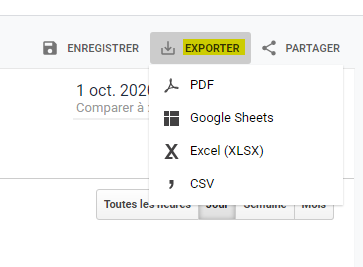 ENREGISTRER EXPORTER PARTAGER
PDF
1 oct. 2020
Comparer à
Google Sheets
Excel (XLSX)
CSV
Toutes les heures Jour Semaine Mois